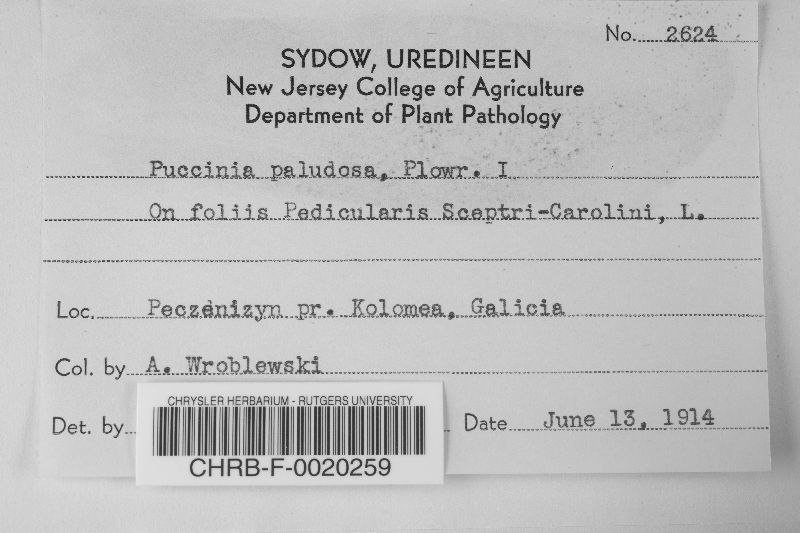 No. 2624
SYDOW, UREDINEEN
New Jersey College of Agriculture
Department of Plant Pathology
Puccinia paludosa, Plowr. I
On foliis Pedicularis Sceptri-Carolini, L.
Loc. Peczénizyn pr. Kolomea, Galicia
Col. by A. Wroblewski
Det. by Date June 13, 1914
CHRYSLER HERBARIUM - RUTGERS UNIVERSITY
CHRB-F-0020259